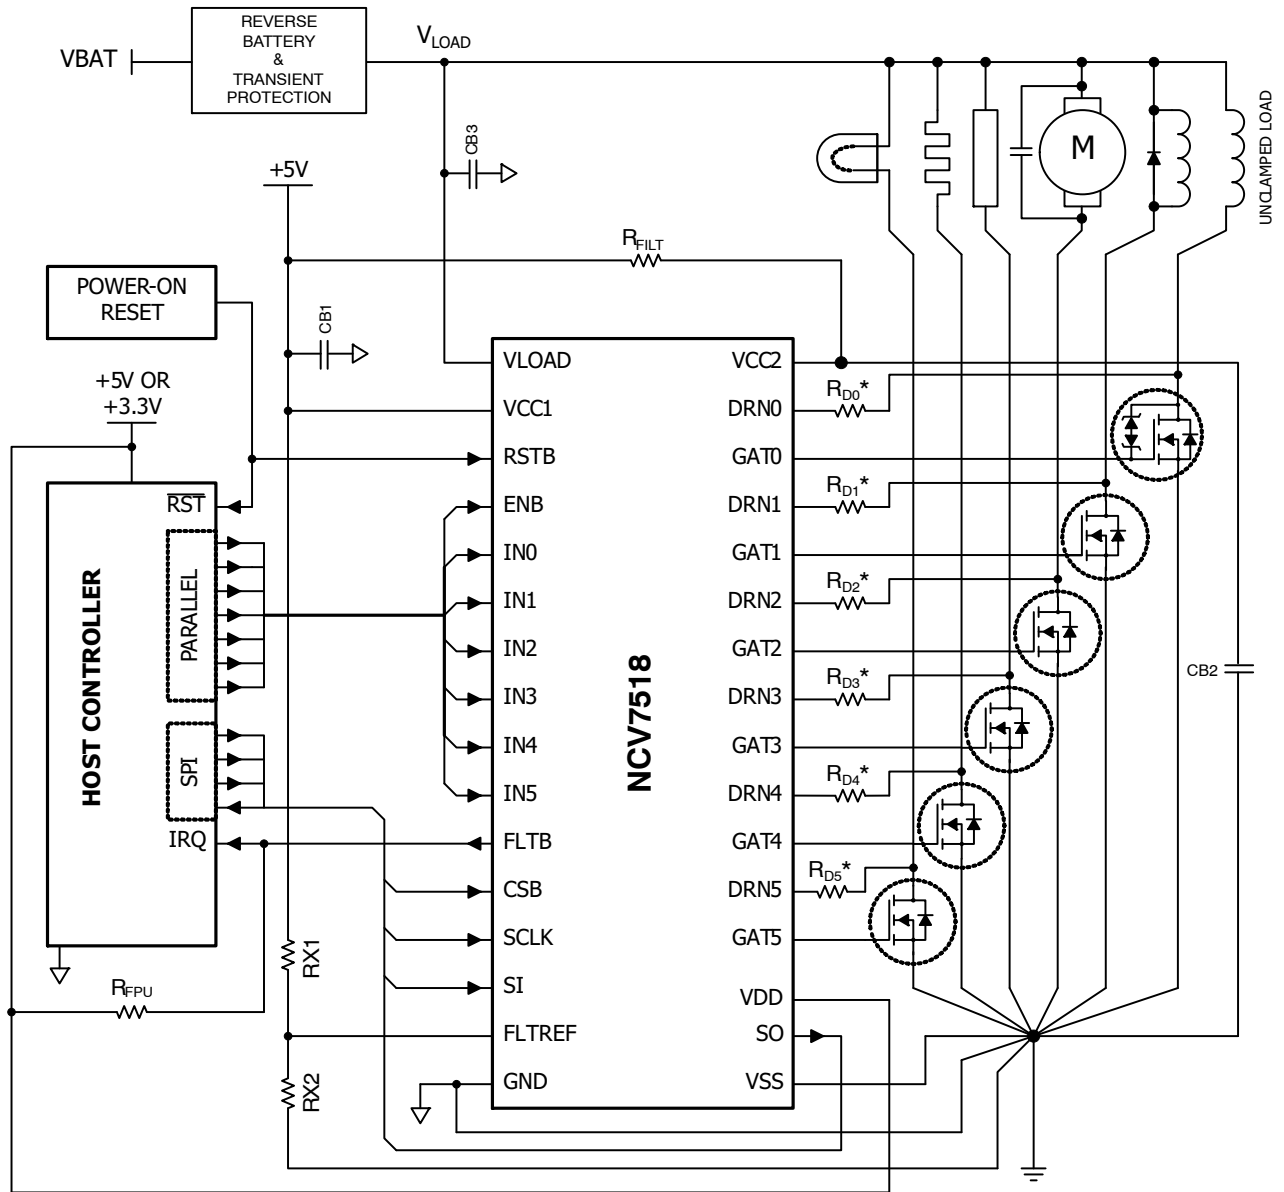 REVERSE
BATTERY
&
TRANSIENT
PROTECTION
VBAT
VLOAD
CB3
+5V
M
UNCLAMPED LOAD
RFILT
POWER-ON
RESET
CB1
+5V OR
+3.3V
RST
HOST CONTROLLER
PARALLEL
SPI
IRQ
RFPU
RX1
RX2
NCV7518
VLOAD
VCC1
RSTB
ENB
IN0
IN1
IN2
IN3
IN4
IN5
FLTB
CSB
SCLK
SI
FLTREF
GND
VCC2
DRN0
GAT0
DRN1
GAT1
DRN2
GAT2
DRN3
GAT3
DRN4
GAT4
DRN5
GAT5
VDD
SO
VSS
RD0*
RD1*
RD2*
RD3*
RD4*
RD5*
CB2